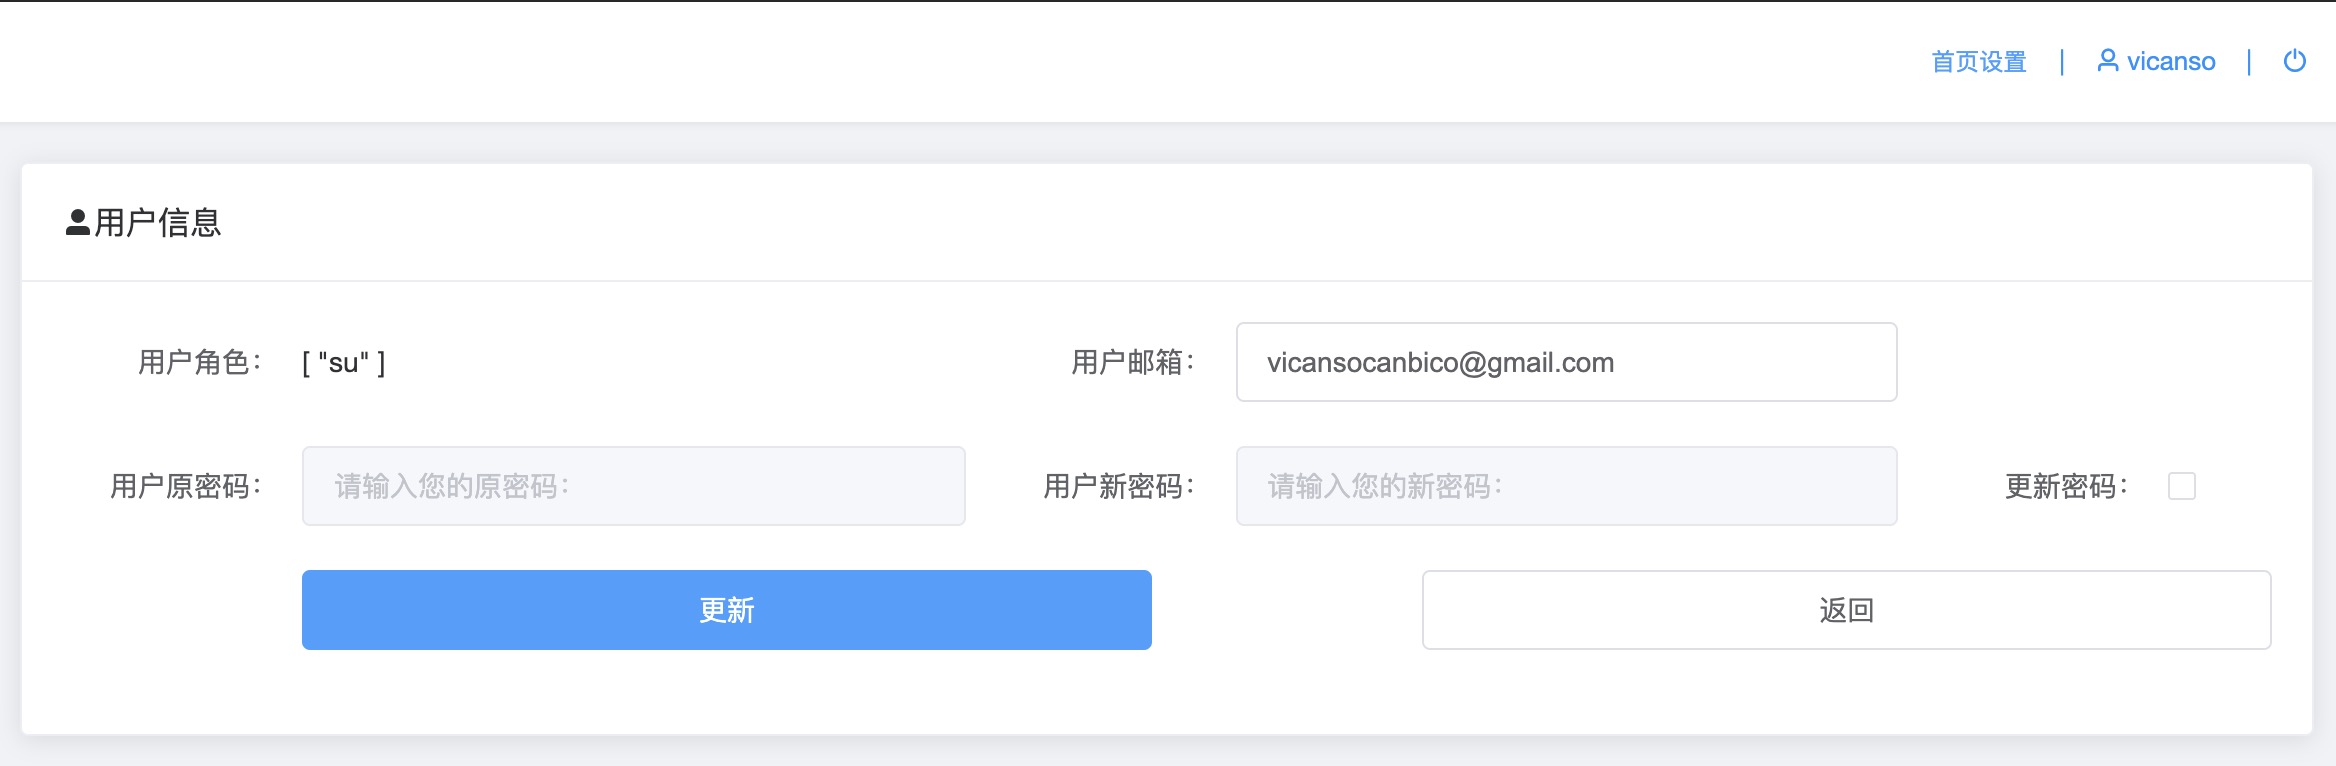 首页设置 | vicanso |
用户信息
用户角色： [ "su" ] 用户邮箱： vicansocanbico@gmail.com
用户原密码： 请输入您的原密码： 用户新密码： 请输入您的新密码： 更新密码：
更新 返回